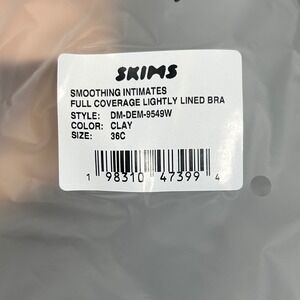 SKIMS
SMOOTHING INTIMATES
FULL COVERAGE LIGHTLY LINED BRA
STYLE: DM-DEM-9549W
COLOR: CLAY
SIZE: 36C
1 98310 47399 4